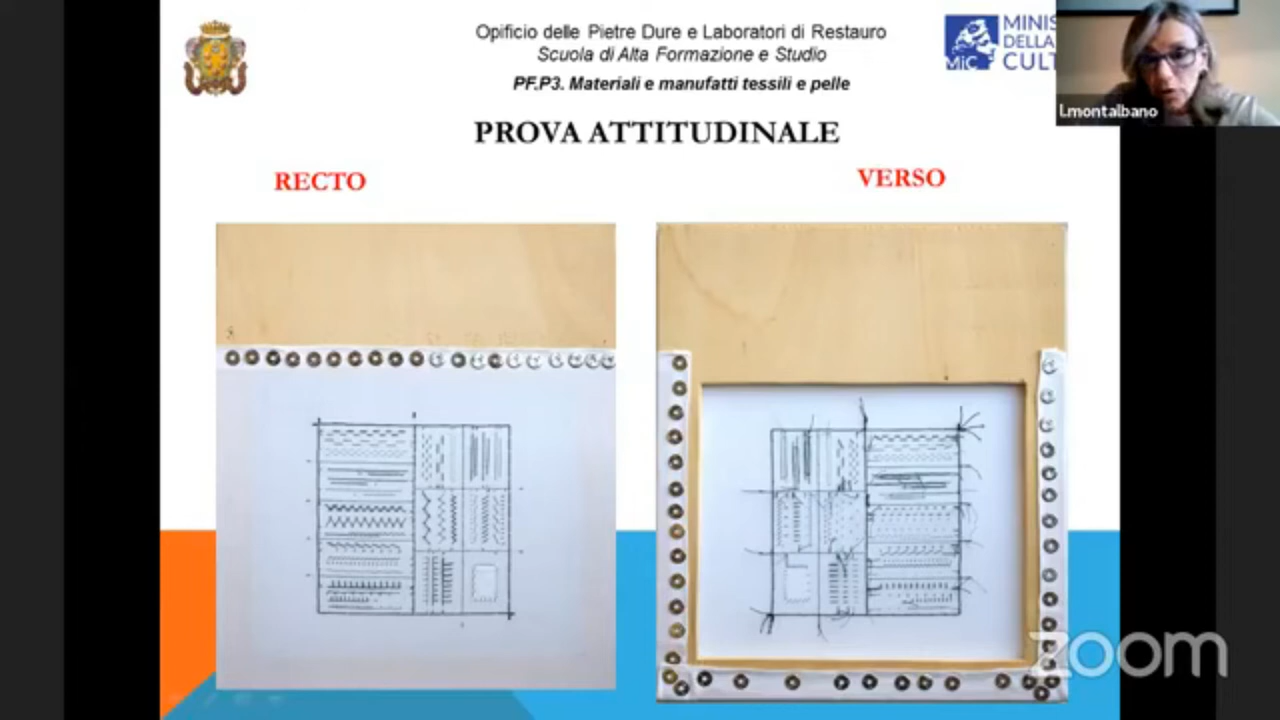 Opificio delle Pietre Dure e Laboratori di Restauro
Scuola di Alta Formazione e Studio
PF.P3. Materiali e manufatti tessili e pelle
MiC
MINIS
DELLA
CULT
l.montalbano
PROVA ATTITUDINALE
RECTO
VERSO
zoom